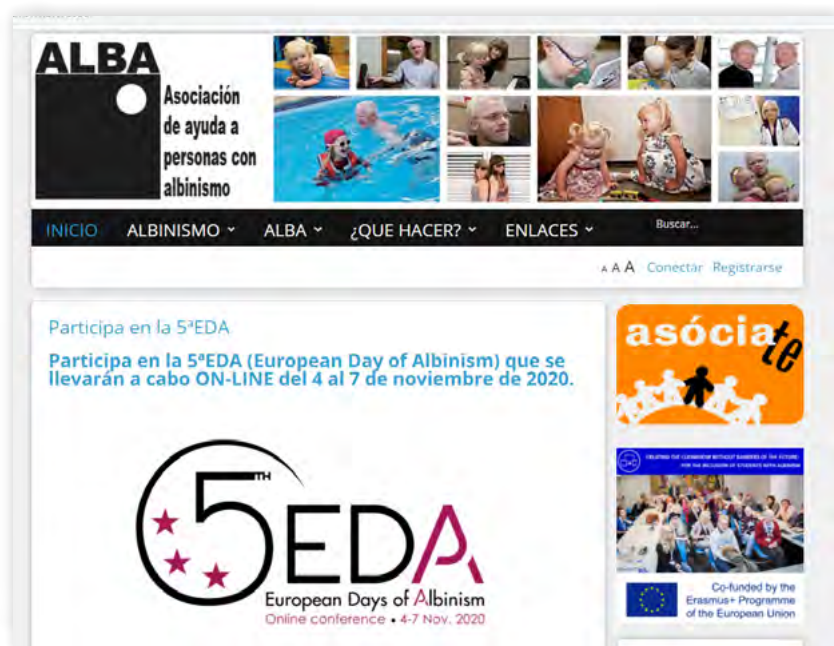 ALBA
Asociación
de ayuda a
personas con
albinismo
INICIO ALBINISMO ALBA ¿QUE HACER? ENLACES Buscar...
A A A Conectar Registrarse
Participa en la 5ªEDA
Participa en la 5ªEDA (European Day of Albinism) que se
llevarán a cabo ON-LINE del 4 al 7 de noviembre de 2020.
5TH EDA
European Days of Albinism
Online conference • 4-7 Nov. 2020
asóciate
CREATING THE CLASSROOM WITHOUT BARRIERS OF THE FUTURE:
FOR THE INCLUSION OF STUDENTS WITH ALBINISM
Co-funded by the
Erasmus+ Programme
of the European Union